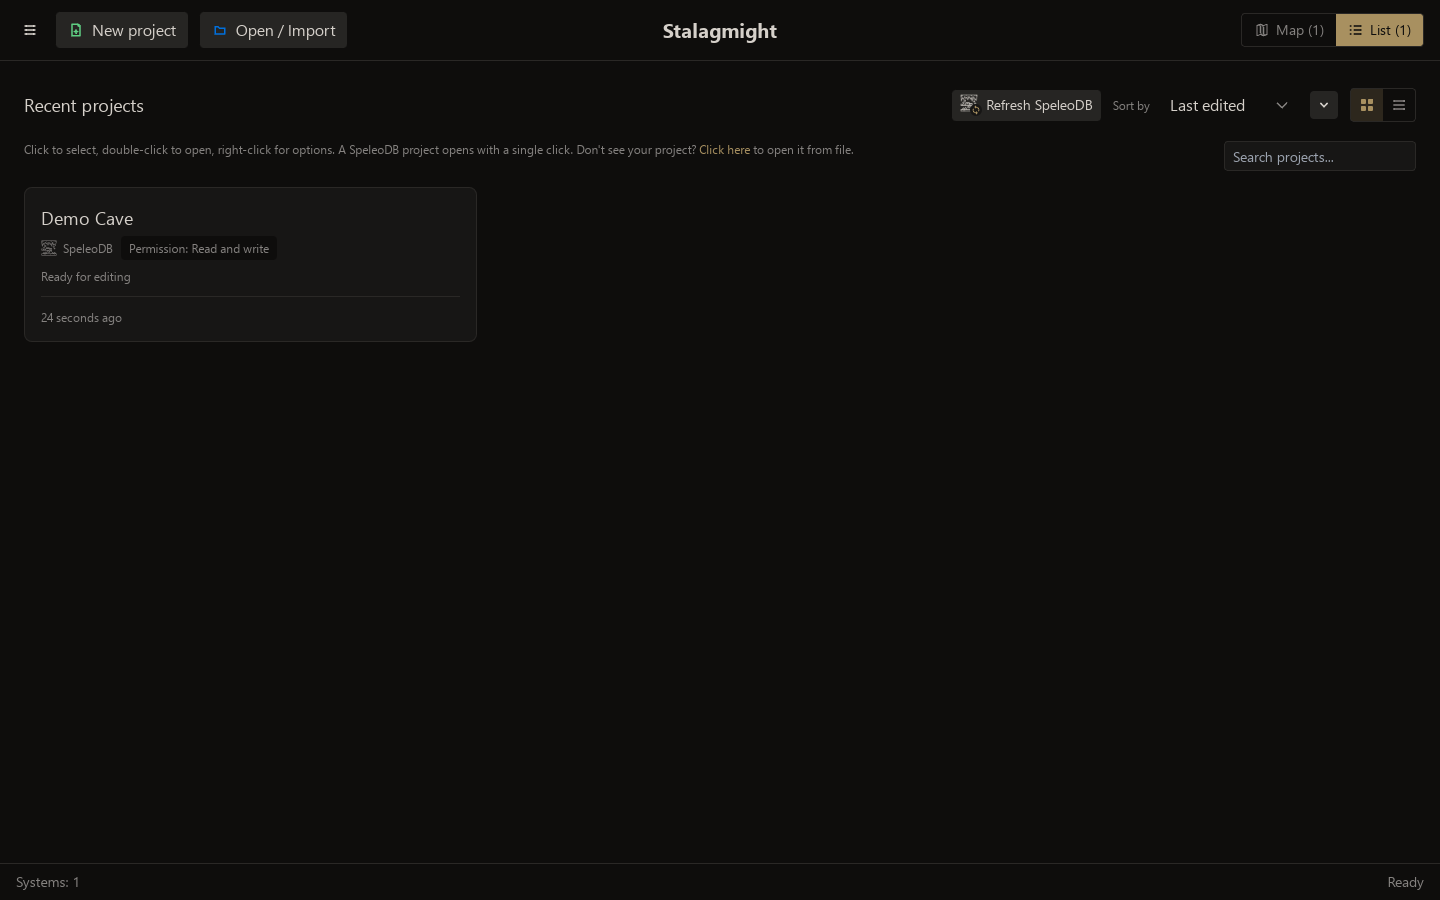 New project
Open / Import
Stalagmight
Map (1)
List (1)
Recent projects
Refresh SpeleoDB
Sort by
Last edited
Click to select, double-click to open, right-click for options. A SpeleoDB project opens with a single click. Don't see your project? Click here to open it from file.
Search projects...
Demo Cave
SpeleoDB
Permission: Read and write
Ready for editing
24 seconds ago
Systems: 1
Ready